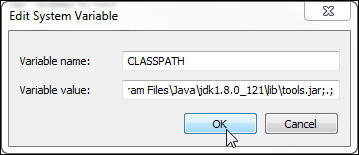 Edit System Variable
Variable name:
CLASSPATH
Variable value:
ram Files\Java\jdk1.8.0_121\lib\tools.jar;.;
OK
Cancel